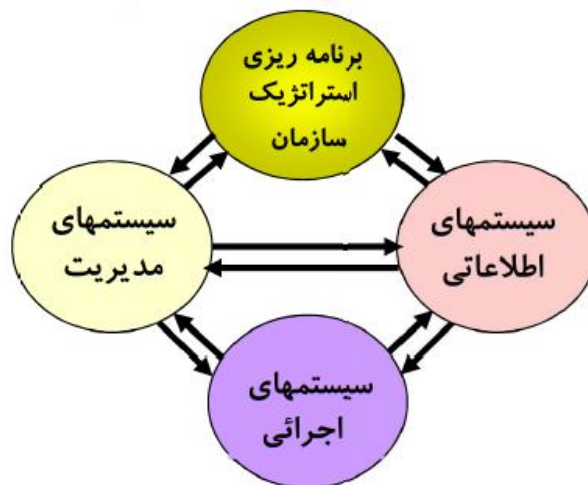 برنامه ریزی
استراتژیک
سازمان
سیستمهای
اطلاعاتی
سیستمهای
مدیریت
سیستمهای
اجرائی